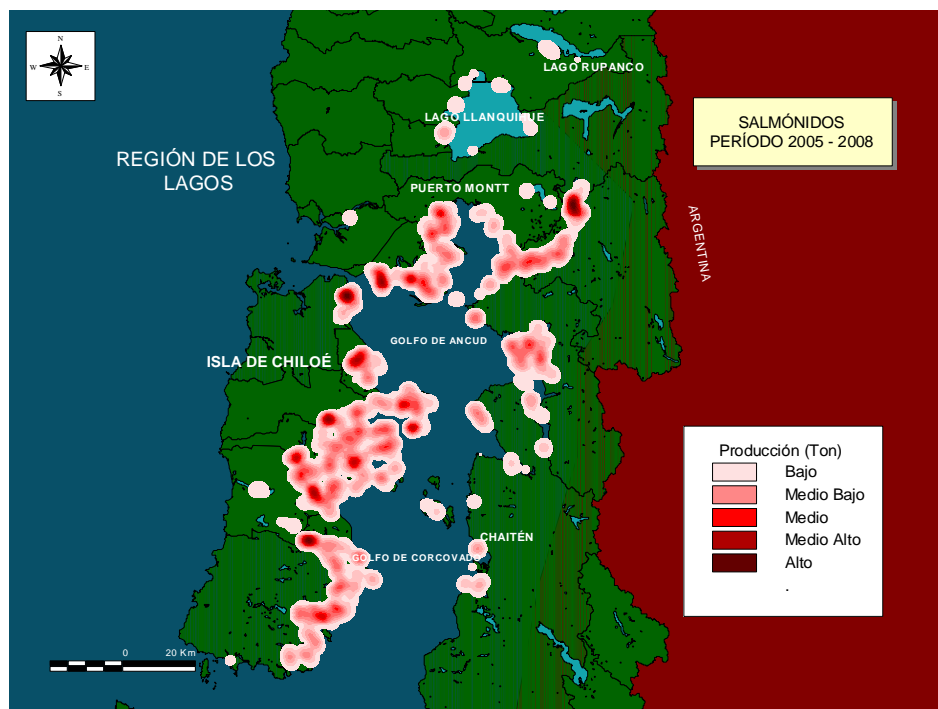 N
W E
S
LAGO RUPANCO
LAGO LLANQUIHUE
SALMÓNIDOS
PERÍODO 2005 - 2008
REGIÓN DE LOS
LAGOS
PUERTO MONTT
ARGENTINA
GOLFO DE ANCUD
ISLA DE CHILOÉ
Producción (Ton)
Bajo
Medio Bajo
Medio
Medio Alto
Alto
.
CHAITÉN
GOLFO DE CORCOVADO
0 20 Km